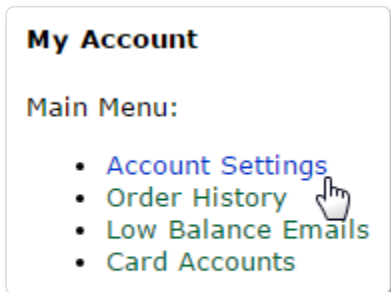 My Account
Main Menu:
Account Settings
Order History
Low Balance Emails
Card Accounts